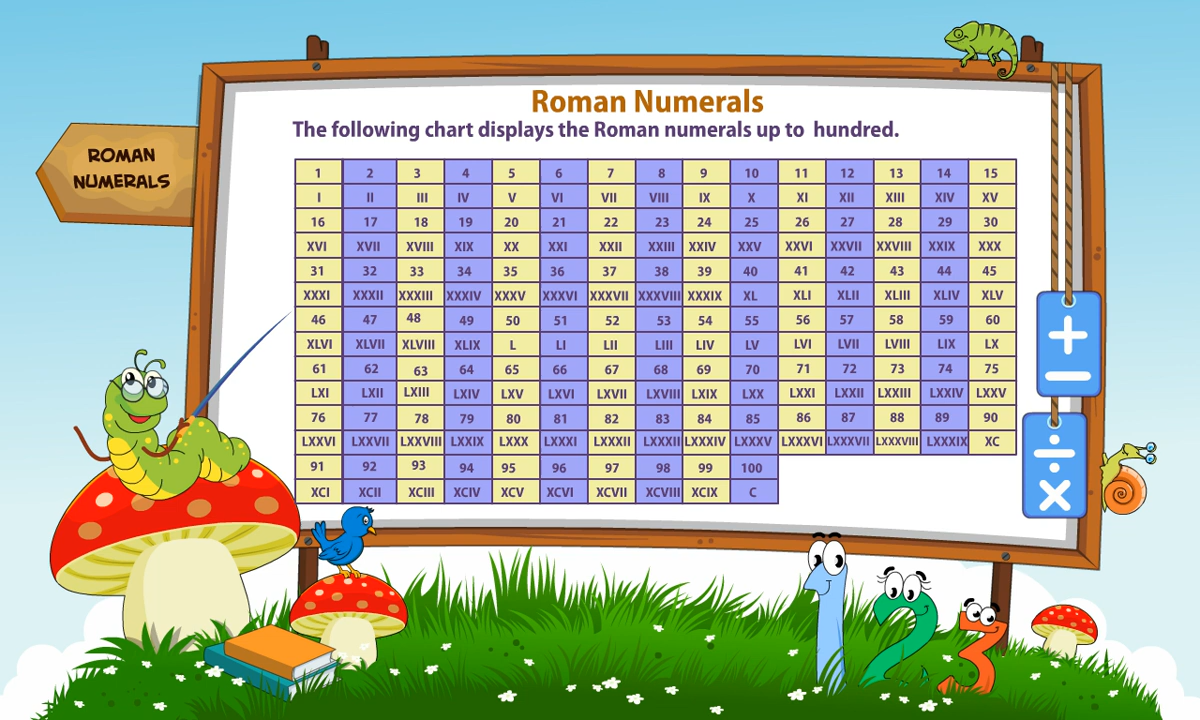 Roman Numerals
The following chart displays the Roman numerals up to hundred.
ROMAN
NUMERALS
1 2 3 4 5 6 7 8 9 10 11 12 13 14 15
I II III IV V VI VII VIII IX X XI XII XIII XIV XV
16 17 18 19 20 21 22 23 24 25 26 27 28 29 30
XVI XVII XVIII XIX XX XXI XXII XXIII XXIV XXV XXVI XXVII XXVIII XXIX XXX
31 32 33 34 35 36 37 38 39 40 41 42 43 44 45
XXXI XXXII XXXIII XXXIV XXXV XXXVI XXXVII XXXVIII XXXIX XL XLI XLII XLIII XLIV XLV
46 47 48 49 50 51 52 53 54 55 56 57 58 59 60
XLVI XLVII XLVIII XLIX L LI LII LIII LIV LV LVI LVII LVIII LIX LX
61 62 63 64 65 66 67 68 69 70 71 72 73 74 75
LXI LXII LXIII LXIV LXV LXVI LXVII LXVIII LXIX LXX LXXI LXXII LXXIII LXXIV LXXV
76 77 78 79 80 81 82 83 84 85 86 87 88 89 90
LXXVI LXXVII LXXVIII LXXIX LXXX LXXXI LXXXII LXXXII LXXXIV LXXXV LXXXVI LXXXVII LXXXVIII LXXXIX XC
91 92 93 94 95 96 97 98 99 100
XCI XCII XCIII XCIV XCV XCVI XCVII XCVIII XCIX C
+
−
÷
×
1 2 3